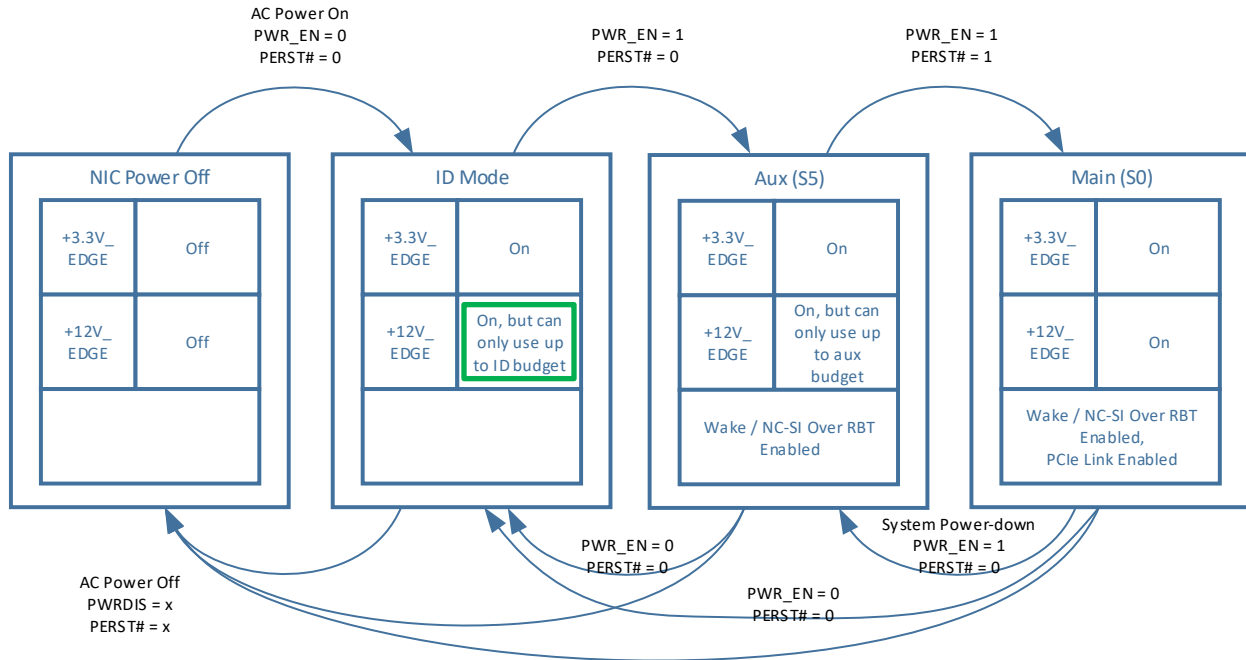 AC Power On
PWR_EN = 0
PERST# = 0
PWR_EN = 1
PERST# = 0
PWR_EN = 1
PERST# = 1
NIC Power Off
+3.3V_
EDGE
Off
+12V_
EDGE
Off
ID Mode
+3.3V_
EDGE
On
+12V_
EDGE
On, but can
only use up
to ID budget
Aux (S5)
+3.3V_
EDGE
On
+12V_
EDGE
On, but can
only use up
to aux
budget
Wake / NC-SI Over RBT
Enabled
Main (S0)
+3.3V_
EDGE
On
+12V_
EDGE
On
Wake / NC-SI Over RBT
Enabled,
PCIe Link Enabled
AC Power Off
PWRDIS = x
PERST# = x
PWR_EN = 0
PERST# = 0
PWR_EN = 0
PERST# = 0
System Power-down
PWR_EN = 1
PERST# = 0